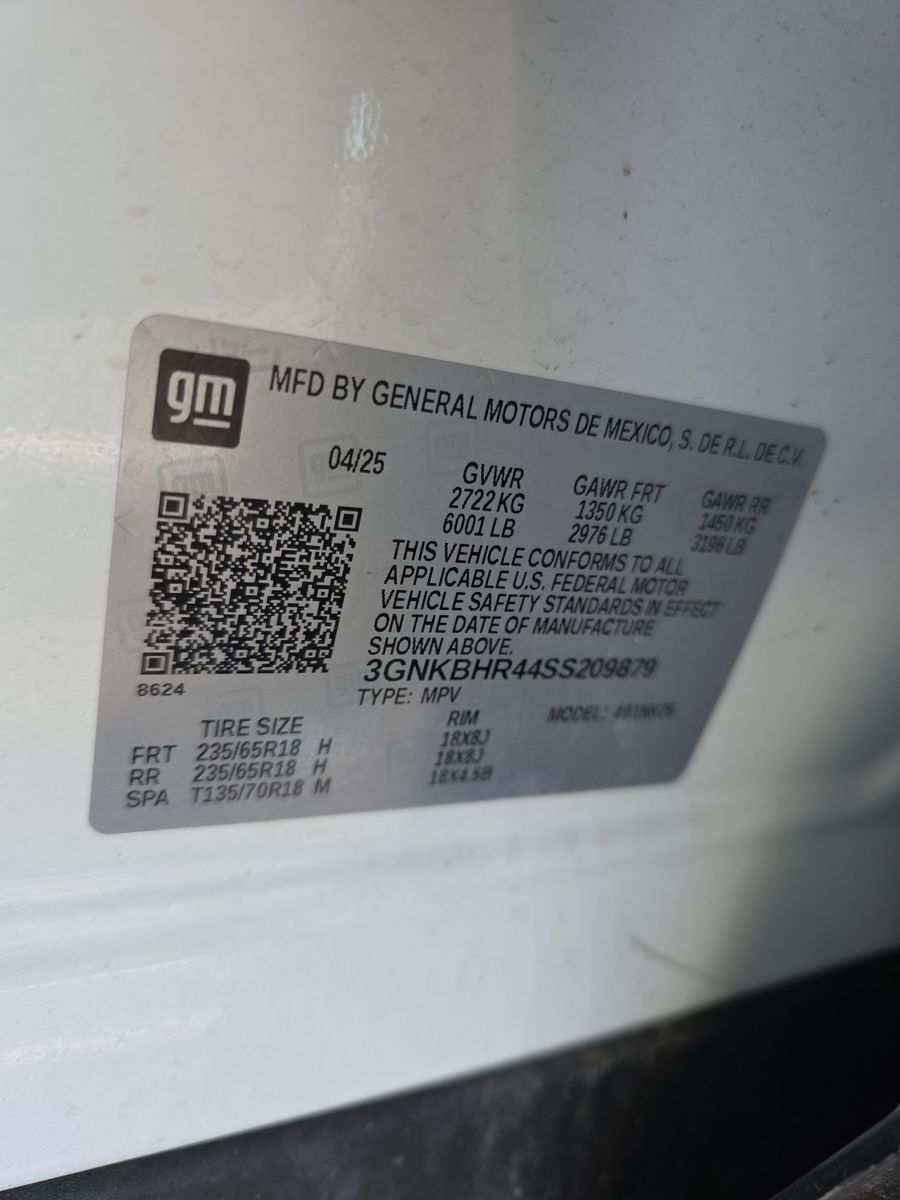 gm
MFD BY GENERAL MOTORS DE MEXICO, S. DE R.L. DE C.V.
04/25
GVWR GAWR FRT GAWR RR
2722 KG 1350 KG 1450 KG
6001 LB 2976 LB 3196 LB
THIS VEHICLE CONFORMS TO ALL
APPLICABLE U.S. FEDERAL MOTOR
VEHICLE SAFETY STANDARDS IN EFFECT
ON THE DATE OF MANUFACTURE
SHOWN ABOVE.
3GNKBHR44SS209879
8624
TYPE: MPV MODEL:
TIRE SIZE RIM
FRT 235/65R18 H 18X8J
RR 235/65R18 H 18X8J
SPA T135/70R18 M 18X4.5B